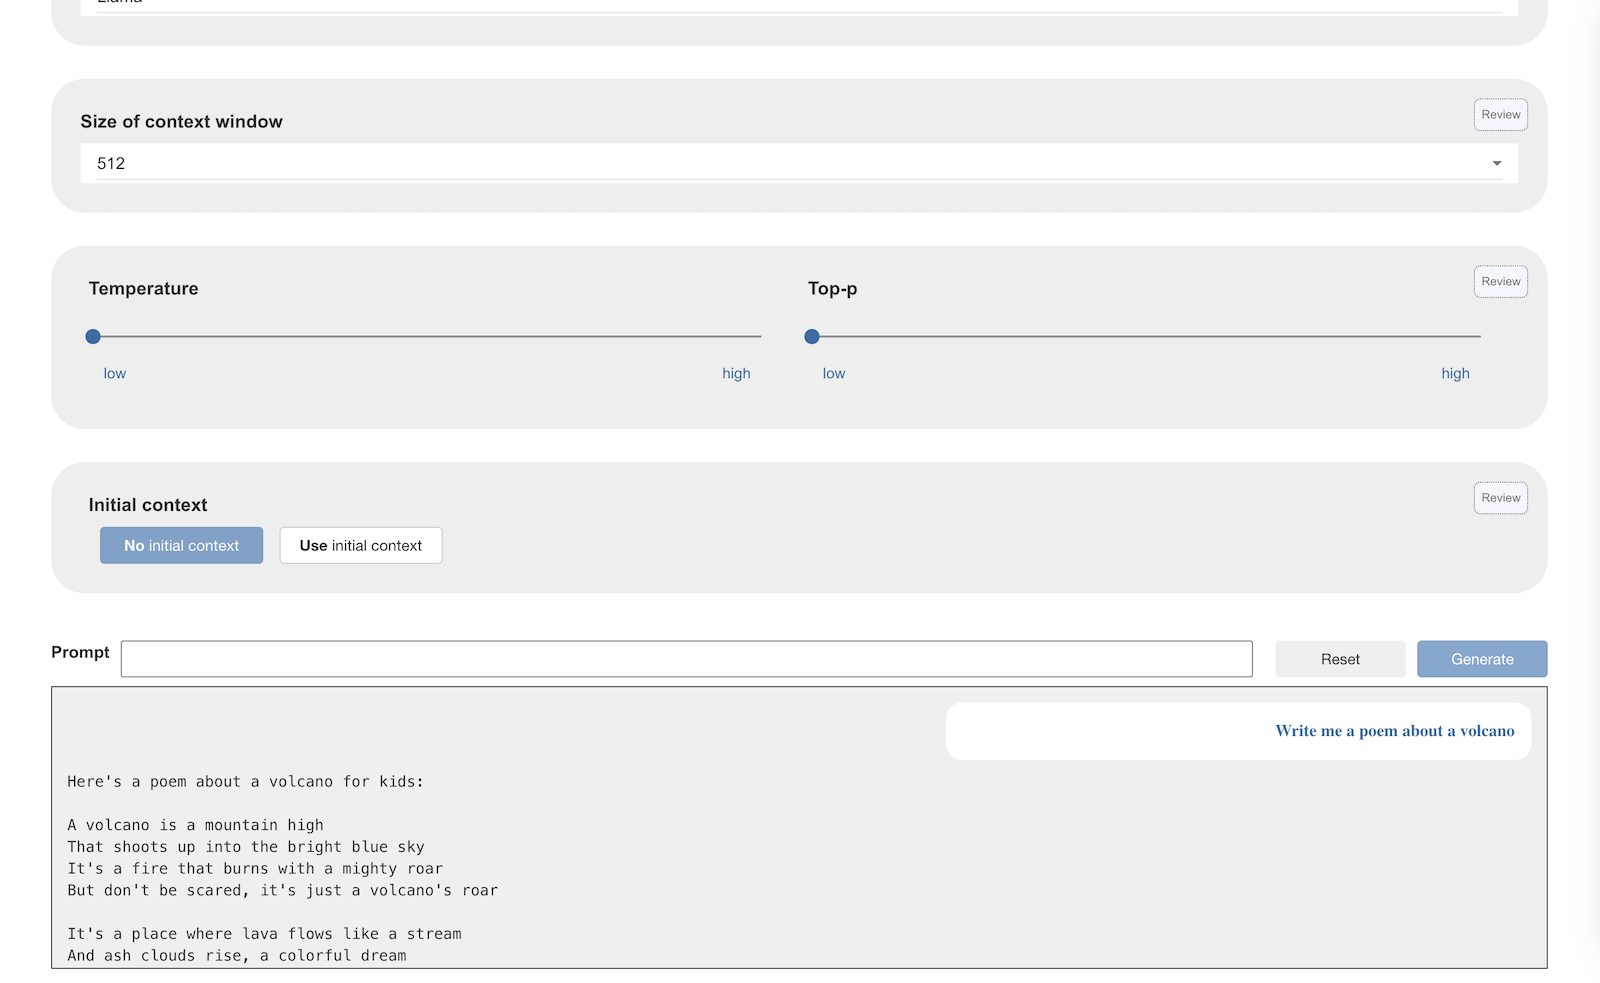 Llama
Size of context window
Review
512
Temperature
Top-p
Review
low
high
low
high
Initial context
Review
No initial context
Use initial context
Prompt
Reset
Generate
Write me a poem about a volcano
Here's a poem about a volcano for kids:
A volcano is a mountain high
That shoots up into the bright blue sky
It's a fire that burns with a mighty roar
But don't be scared, it's just a volcano's roar
It's a place where lava flows like a stream
And ash clouds rise, a colorful dream